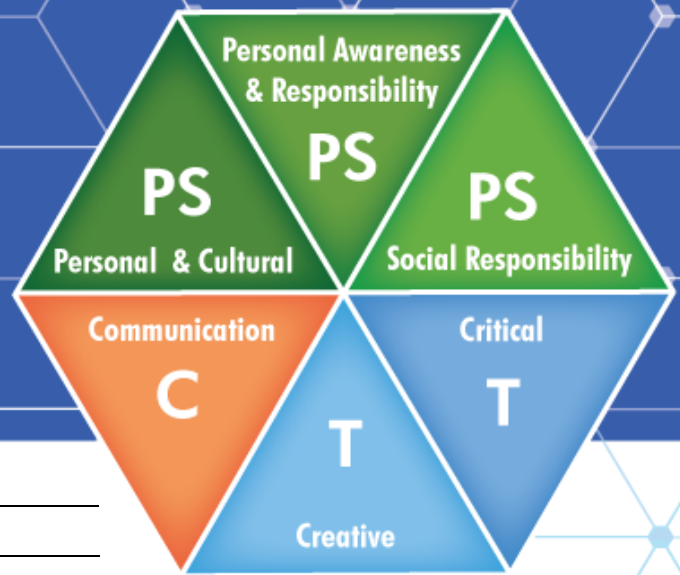 Personal Awareness
& Responsibility
PS
PS
Personal & Cultural
PS
Social Responsibility
Communication
C
Critical
T
T
Creative